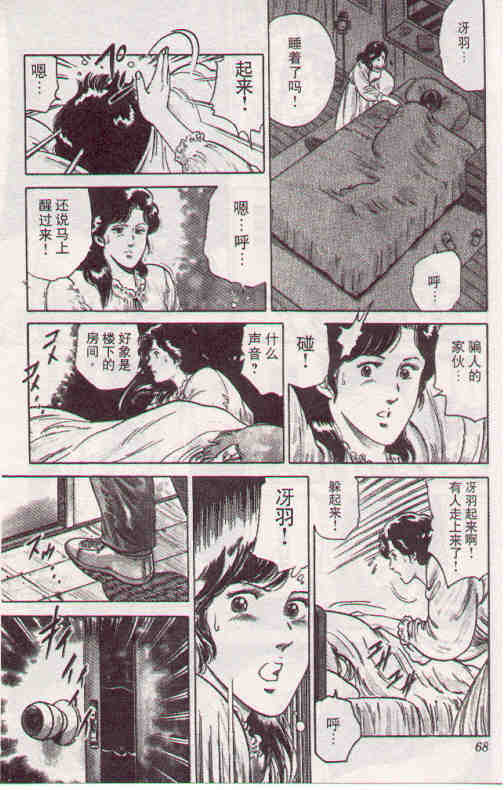 冴羽…
睡着了吗！
呼…
起来！
嗯…
嗯…呼…
还说马上
醒过来！
骗人的
家伙…
碰！
什么
声音？
好象是
楼下的
房间．
冴羽起来啊！
有人走上来了！
躲起来！
呼…
冴羽！
68